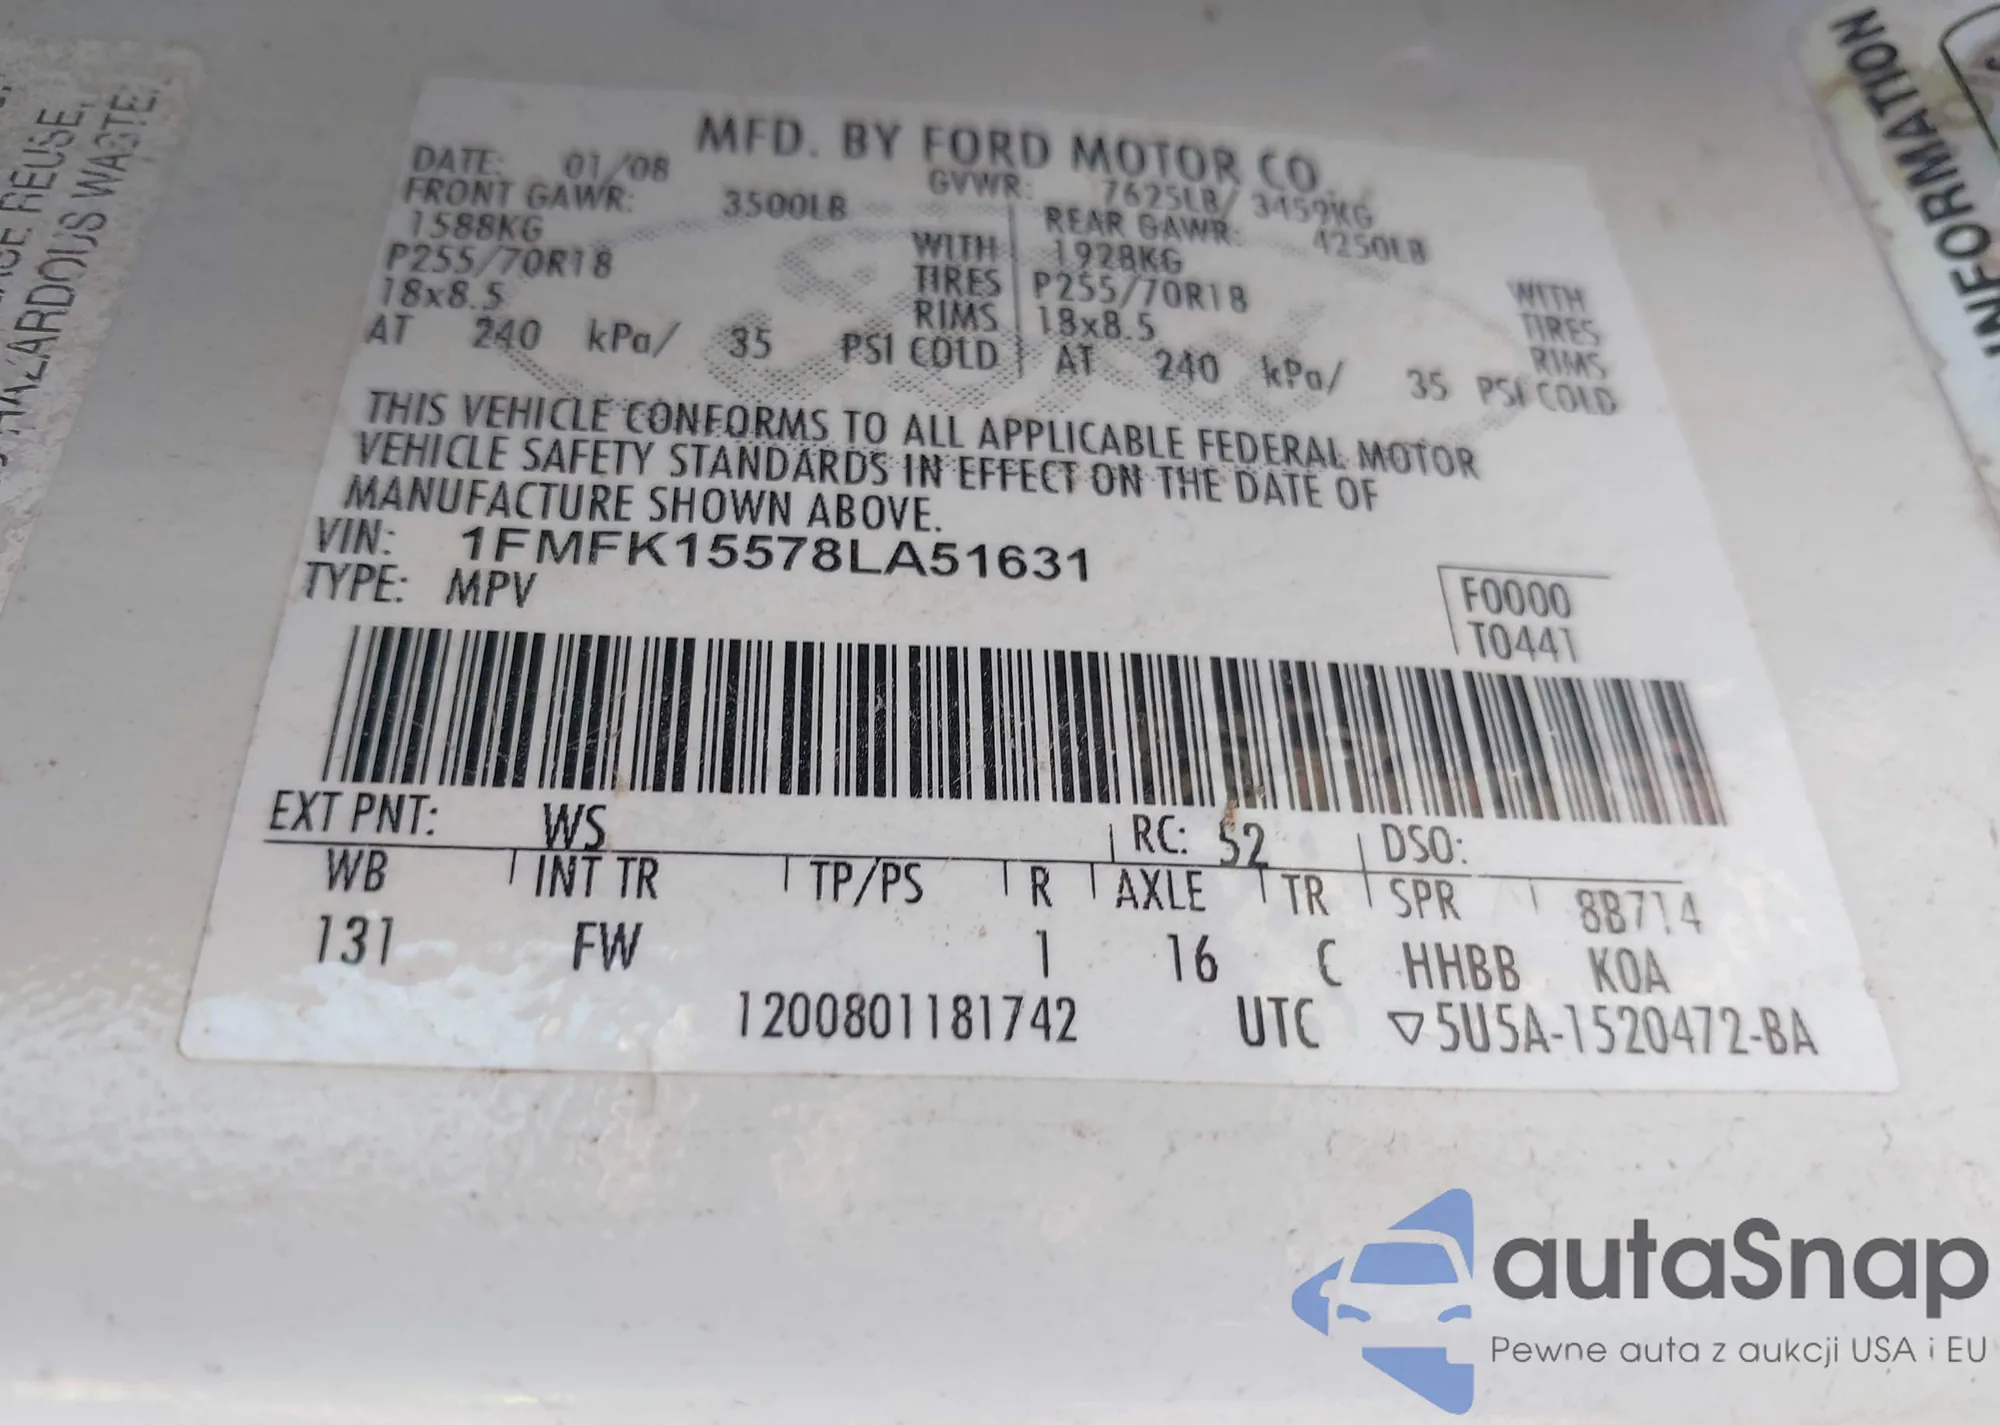 REUSE,
HAZARDOUS WASTE.
INFORMATION
MFD. BY FORD MOTOR CO.
DATE: 01/08 GVWR: 7625LB/ 3459KG
FRONT GAWR: 3500LB REAR GAWR: 4250LB
1588KG WITH 1928KG WITH
P255/70R18 TIRES P255/70R18 TIRES
18x8.5 RIMS 18x8.5 RIMS
AT 240 kPa/ 35 PSI COLD AT 240 kPa/ 35 PSI COLD
THIS VEHICLE CONFORMS TO ALL APPLICABLE FEDERAL MOTOR
VEHICLE SAFETY STANDARDS IN EFFECT ON THE DATE OF
MANUFACTURE SHOWN ABOVE.
VIN: 1FMFK15578LA51631
TYPE: MPV
F0000
T0441
EXT PNT: WS RC: 52 DSO:
WB INT TR TP/PS R AXLE TR SPR 8B714
131 FW 1 16 C HHBB KOA
1200801181742 UTC ▽5U5A-1520472-BA
autaSnap
Pewne auta z aukcji USA i EU